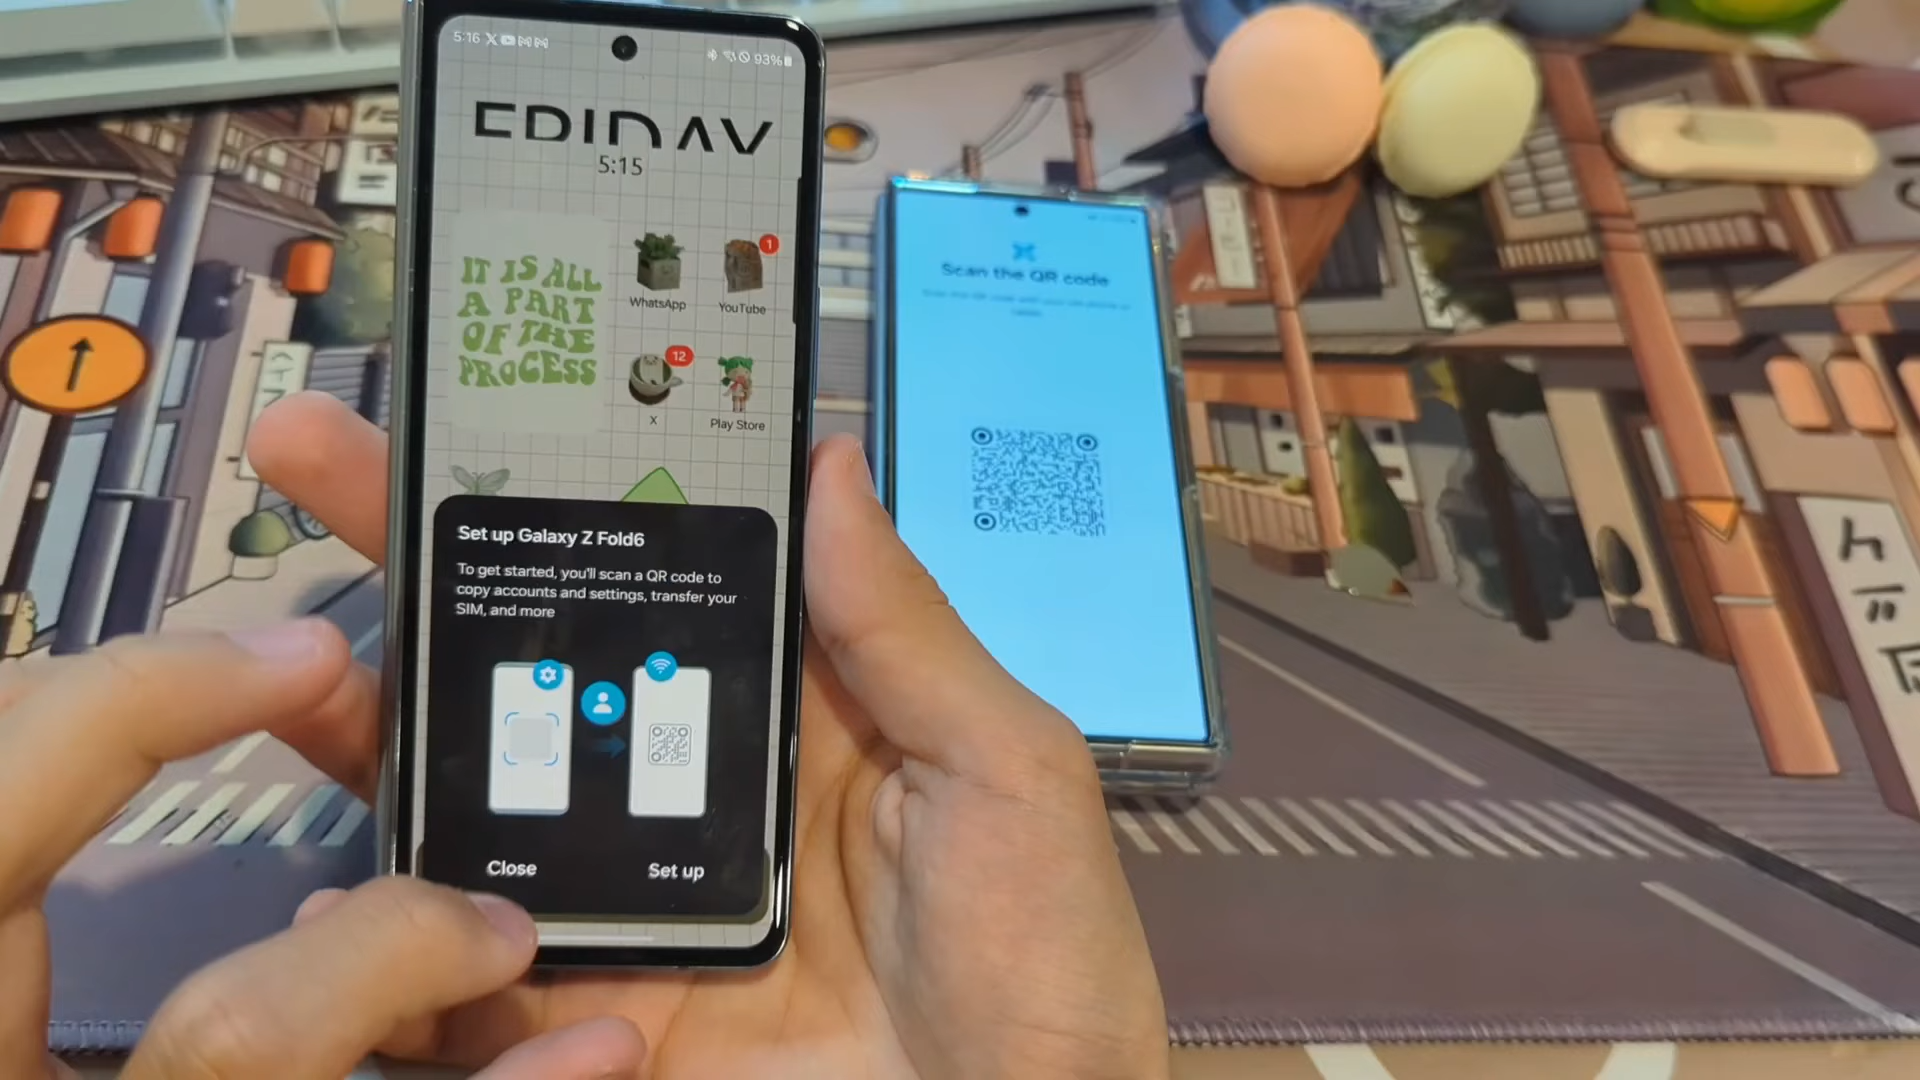 5:16
93%
5:15
IT IS ALL
A PART
OF THE
PROCESS
WhatsApp
1
YouTube
12
X
Play Store
Set up Galaxy Z Fold6
To get started, you'll scan a QR code to
copy accounts and settings, transfer your
SIM, and more
Close
Set up
Scan the QR code